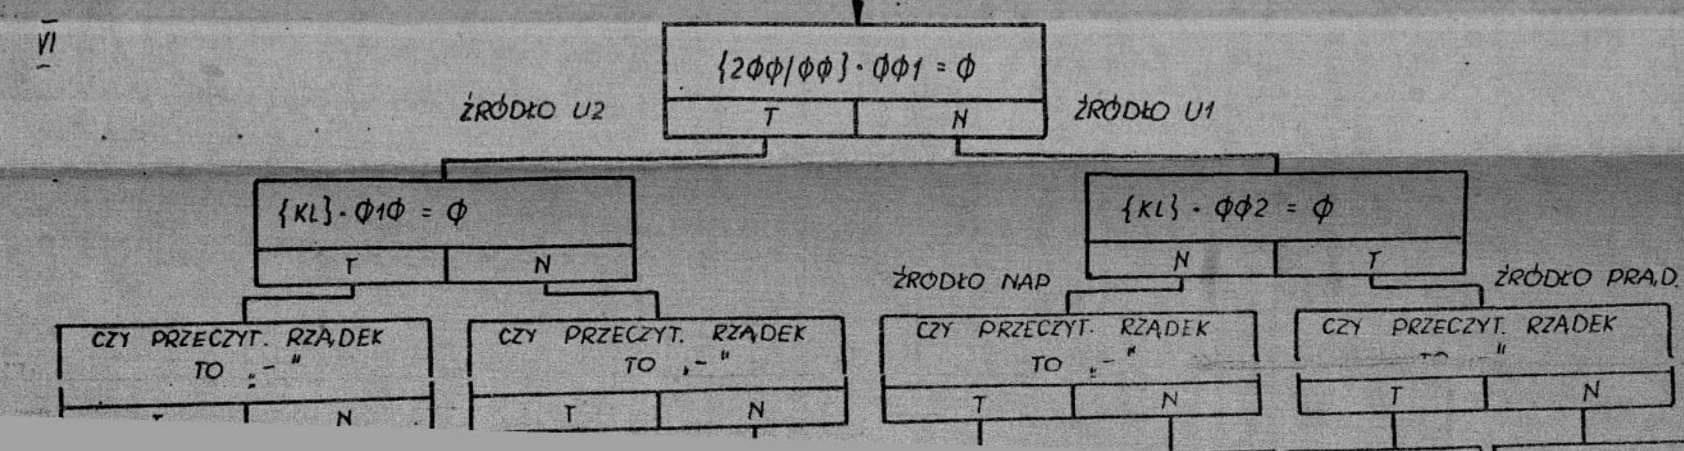 VI
{2φφ/φφ}·φφ1 = φ
ŹRÓDŁO U2
T N
ŹRÓDŁO U1
{KL}·φ1φ = φ
T N
{KL}·φφ2 = φ
N T
ŹRÓDŁO NAP
ŹRÓDŁO PRĄD.
CZY PRZECZYT. RZĄDEK
TO „-"
N
CZY PRZECZYT. RZĄDEK
TO „-"
T N
CZY PRZECZYT. RZĄDEK
TO „-"
T N
CZY PRZECZYT. RZĄDEK
T N